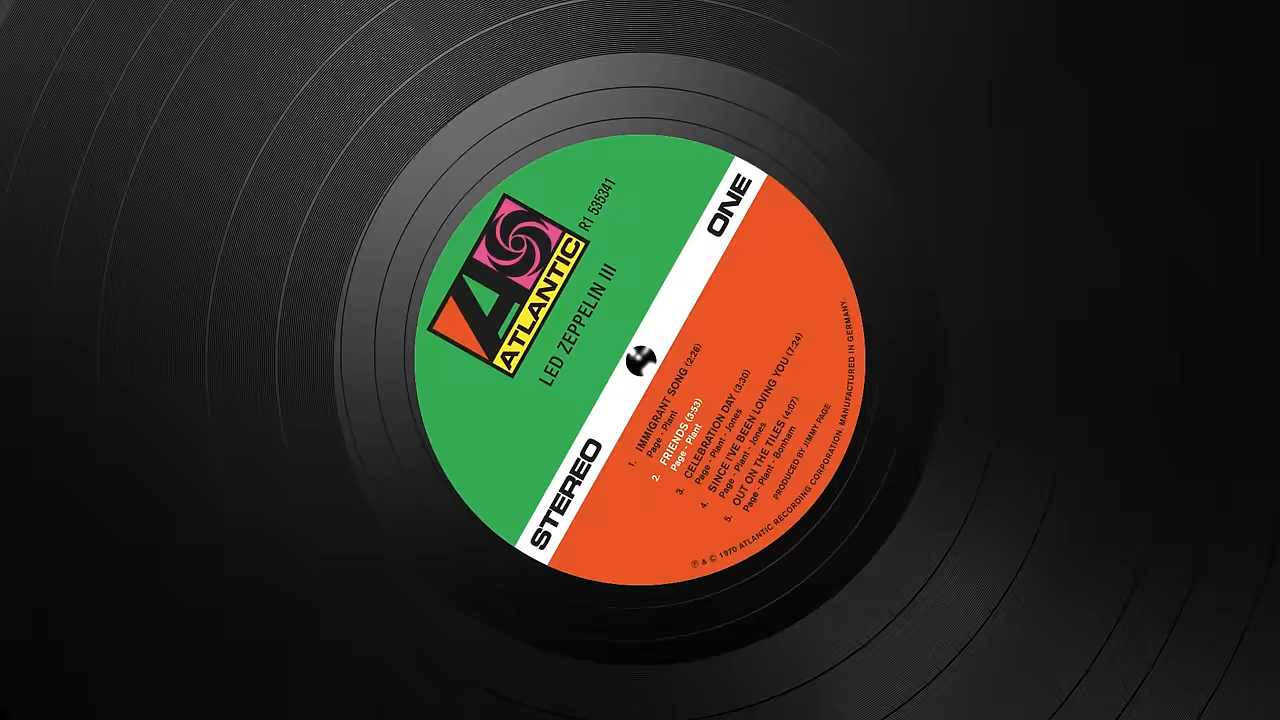 ATLANTIC
R1 535341
LED ZEPPELIN III
STEREO
ONE
1. IMMIGRANT SONG (2:26)
Page - Plant
2. FRIENDS (3:53)
Page - Plant
3. CELEBRATION DAY (3:30)
Page - Plant - Jones
4. SINCE I'VE BEEN LOVING YOU (7:24)
Page - Plant - Jones
5. OUT ON THE TILES (4:07)
Page - Plant - Bonham
PRODUCED BY JIMMY PAGE
℗ & © 1970 ATLANTIC RECORDING CORPORATION. MANUFACTURED IN GERMANY.